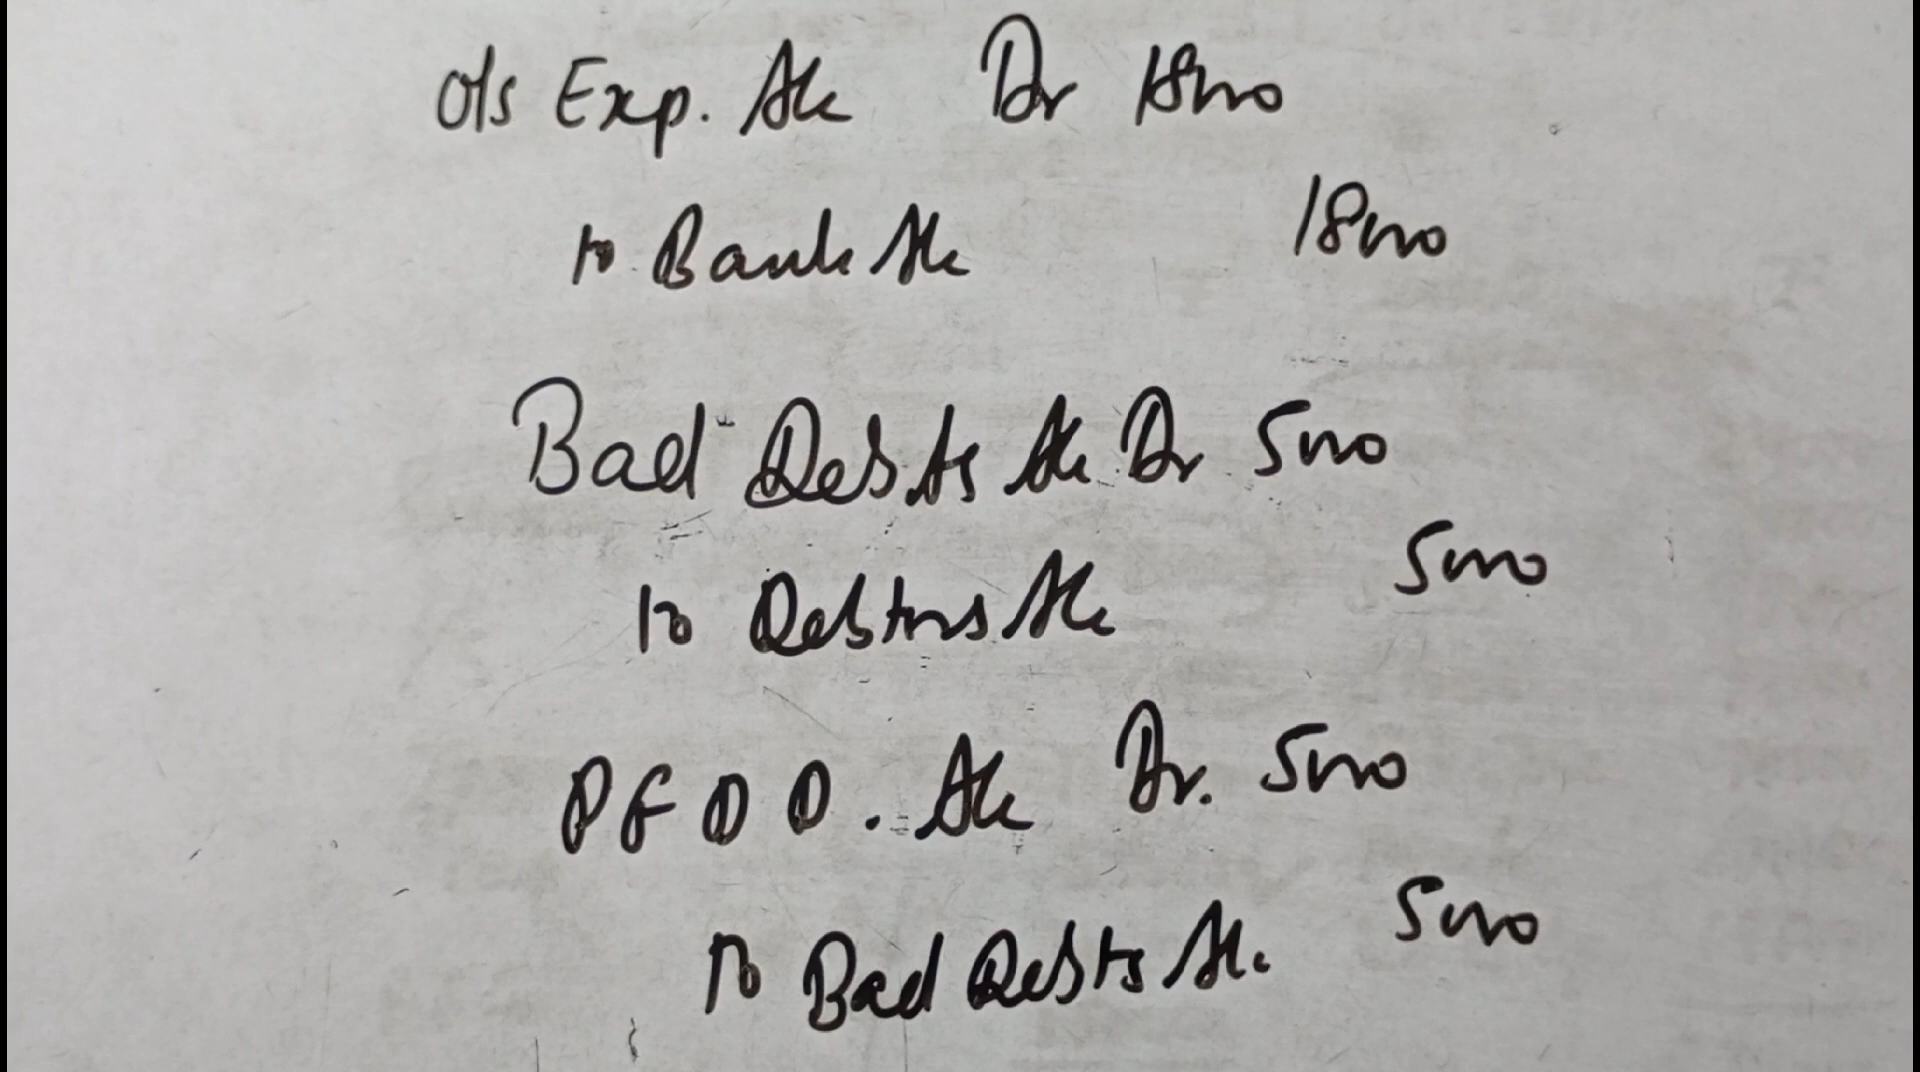 O/s Exp. A/c Dr 18000
to Bank A/c 18000
Bad Debts A/c Dr 5000
to Debtors A/c 5000
PFDD. A/c Dr. 5000
To Bad Debts A/c. 5000